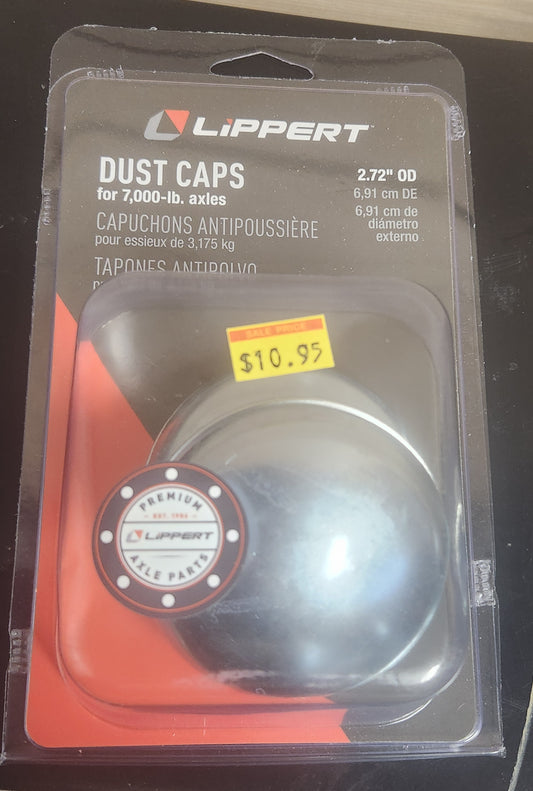 LiPPERT
DUST CAPS
for 7,000-lb. axles
CAPUCHONS ANTIPOUSSIÈRE
pour essieux de 3,175 kg
TAPONES ANTIPOLVO
2.72" OD
6,91 cm DE
6,91 cm de
diámetro
externo
SALE PRICE
$10.95
PREMIUM
EST. 1956
LiPPERT
AXLE PARTS